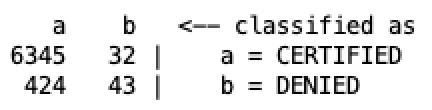 a b <-- classified as
6345 32 | a = CERTIFIED
424 43 | b = DENIED